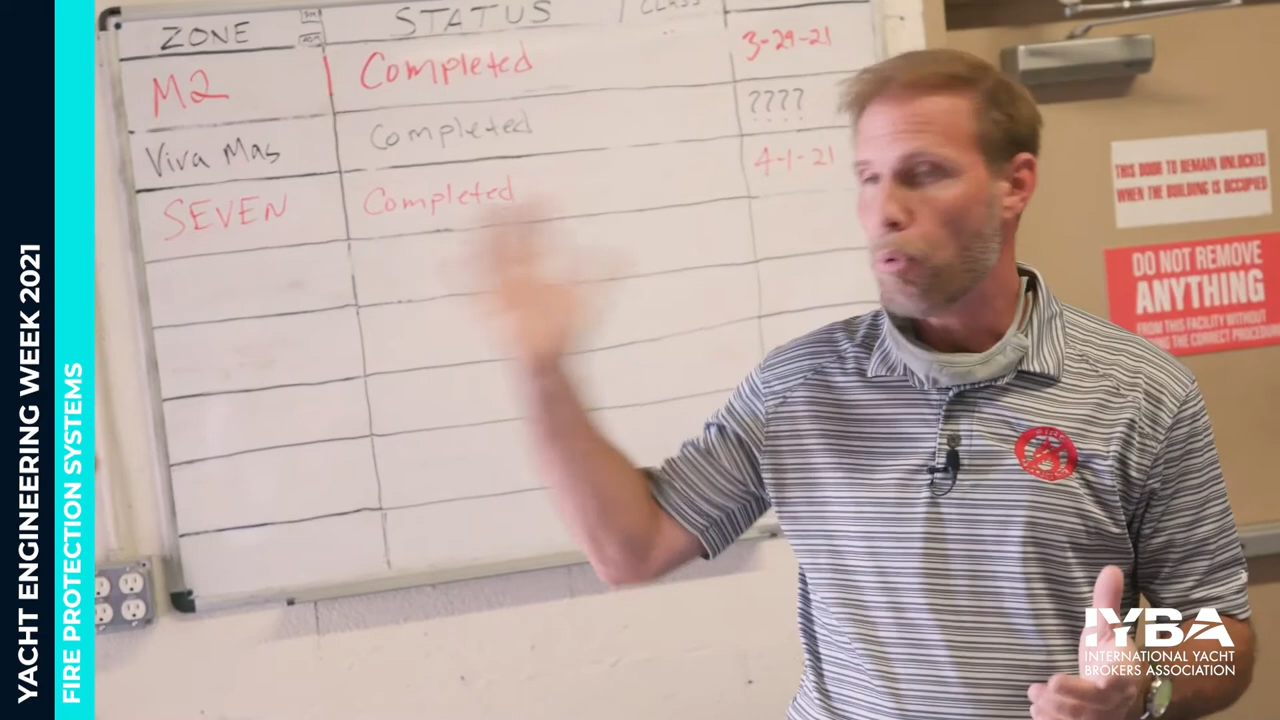 YACHT ENGINEERING WEEK 2021
FIRE PROTECTION SYSTEMS
ZONE STATUS / CLASS
M2 Completed 3-29-21
Viva Mas Completed ????
SEVEN Completed 4-1-21
THIS DOOR TO REMAIN UNLOCKED
WHEN THE BUILDING IS OCCUPIED
DO NOT REMOVE
ANYTHING
FROM THIS FACILITY WITHOUT
THE CORRECT
IYBA
INTERNATIONAL YACHT
BROKERS ASSOCIATION